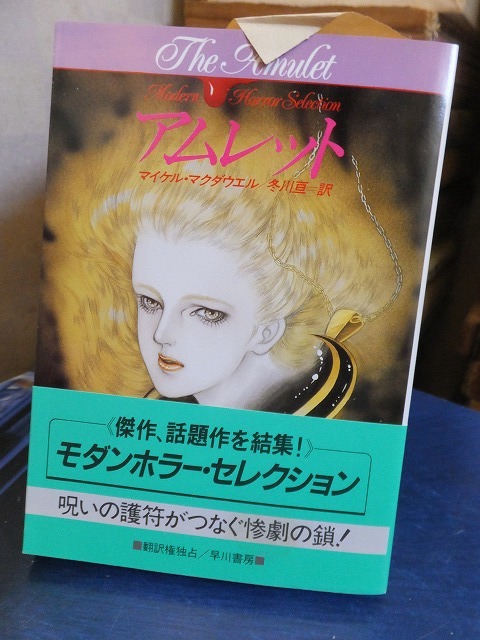 The Amulet
Modern Horror Selection
アムレット
マイケル・マクダウエル/冬川亘=訳
《傑作、話題作を結集!》
モダンホラー・セレクション
呪いの護符がつなぐ惨劇の鎖!
■翻訳権独占/早川書房■